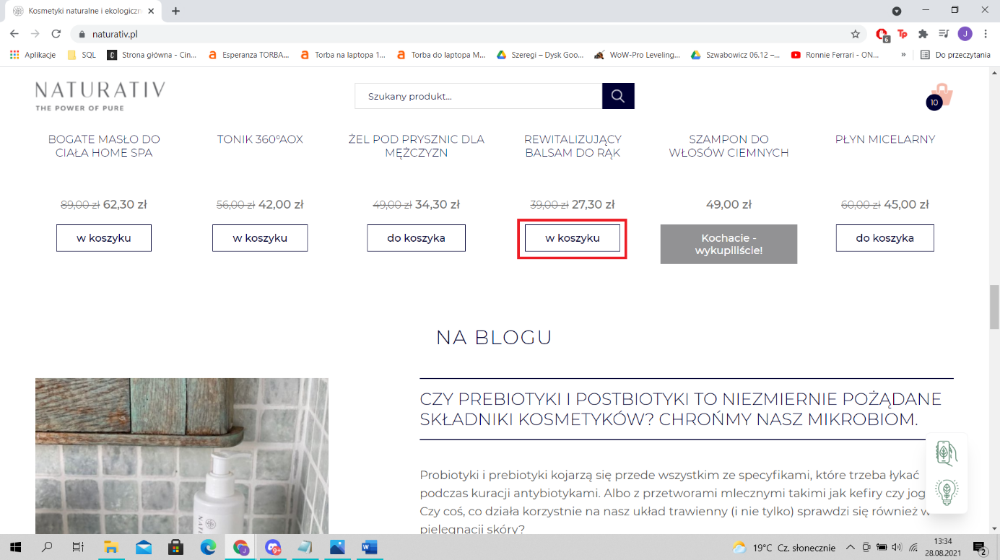 Kosmetyki naturalne i ekologiczn
naturativ.pl
6
Tp
J
Aplikacje
SQL
Strona główna - Cin...
Esperanza TORBA...
Torba na laptopa 1...
Torba do laptopa M...
Szeregi – Dysk Goo...
WoW-Pro Leveling...
Szwabowicz 06.12 –...
Ronnie Ferrari - ON...
»
Do przeczytania
NATURATIV
THE POWER OF PURE
Szukany produkt...
10
BOGATE MASŁO DO
CIAŁA HOME SPA
TONIK 360°AOX
ŻEL POD PRYSZNIC DLA
MĘŻCZYZN
REWITALIZUJĄCY
BALSAM DO RĄK
SZAMPON DO
WŁOSÓW CIEMNYCH
PŁYN MICELARNY
89,00 zł 62,30 zł
56,00 zł 42,00 zł
49,00 zł 34,30 zł
39,00 zł 27,30 zł
49,00 zł
60,00 zł 45,00 zł
w koszyku
w koszyku
do koszyka
w koszyku
Kochacie -
wykupiliście!
do koszyka
NA BLOGU
CZY PREBIOTYKI I POSTBIOTYKI TO NIEZMIERNIE POŻĄDANE
SKŁADNIKI KOSMETYKÓW? CHROŃMY NASZ MIKROBIOM.
Probiotyki i prebiotyki kojarzą się przede wszystkim ze specyfikami, które trzeba łykać
podczas kuracji antybiotykami. Albo z przetworami mlecznymi takimi jak kefiry czy jog
Czy coś, co działa korzystnie na nasz układ trawienny (i nie tylko) sprawdzi się również w
pielęgnacji skóry?
9+
19°C Cz. słonecznie
13:34
28.08.2021
2